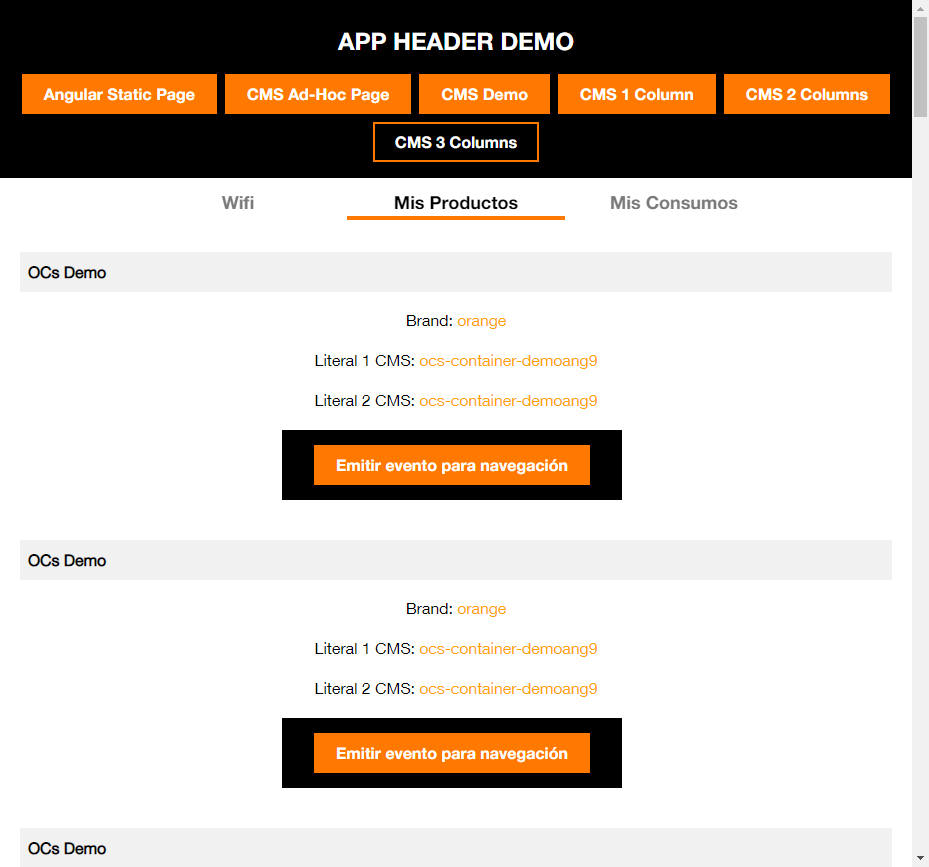 APP HEADER DEMO
Angular Static Page CMS Ad-Hoc Page CMS Demo CMS 1 Column CMS 2 Columns
CMS 3 Columns
Wifi Mis Productos Mis Consumos
OCs Demo
Brand: orange
Literal 1 CMS: ocs-container-demoang9
Literal 2 CMS: ocs-container-demoang9
Emitir evento para navegación
OCs Demo
Brand: orange
Literal 1 CMS: ocs-container-demoang9
Literal 2 CMS: ocs-container-demoang9
Emitir evento para navegación
OCs Demo